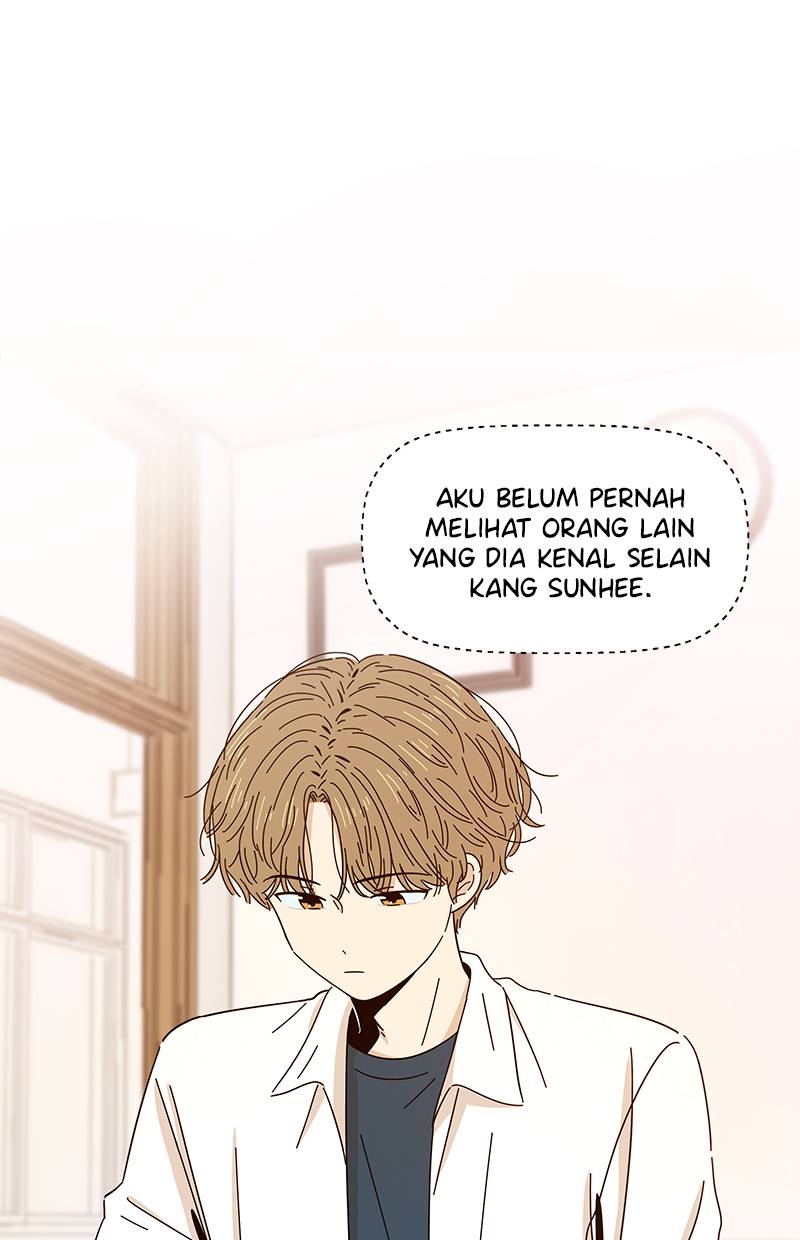 AKU BELUM PERNAH
MELIHAT ORANG LAIN
YANG DIA KENAL SELAIN
KANG SUNHEE.